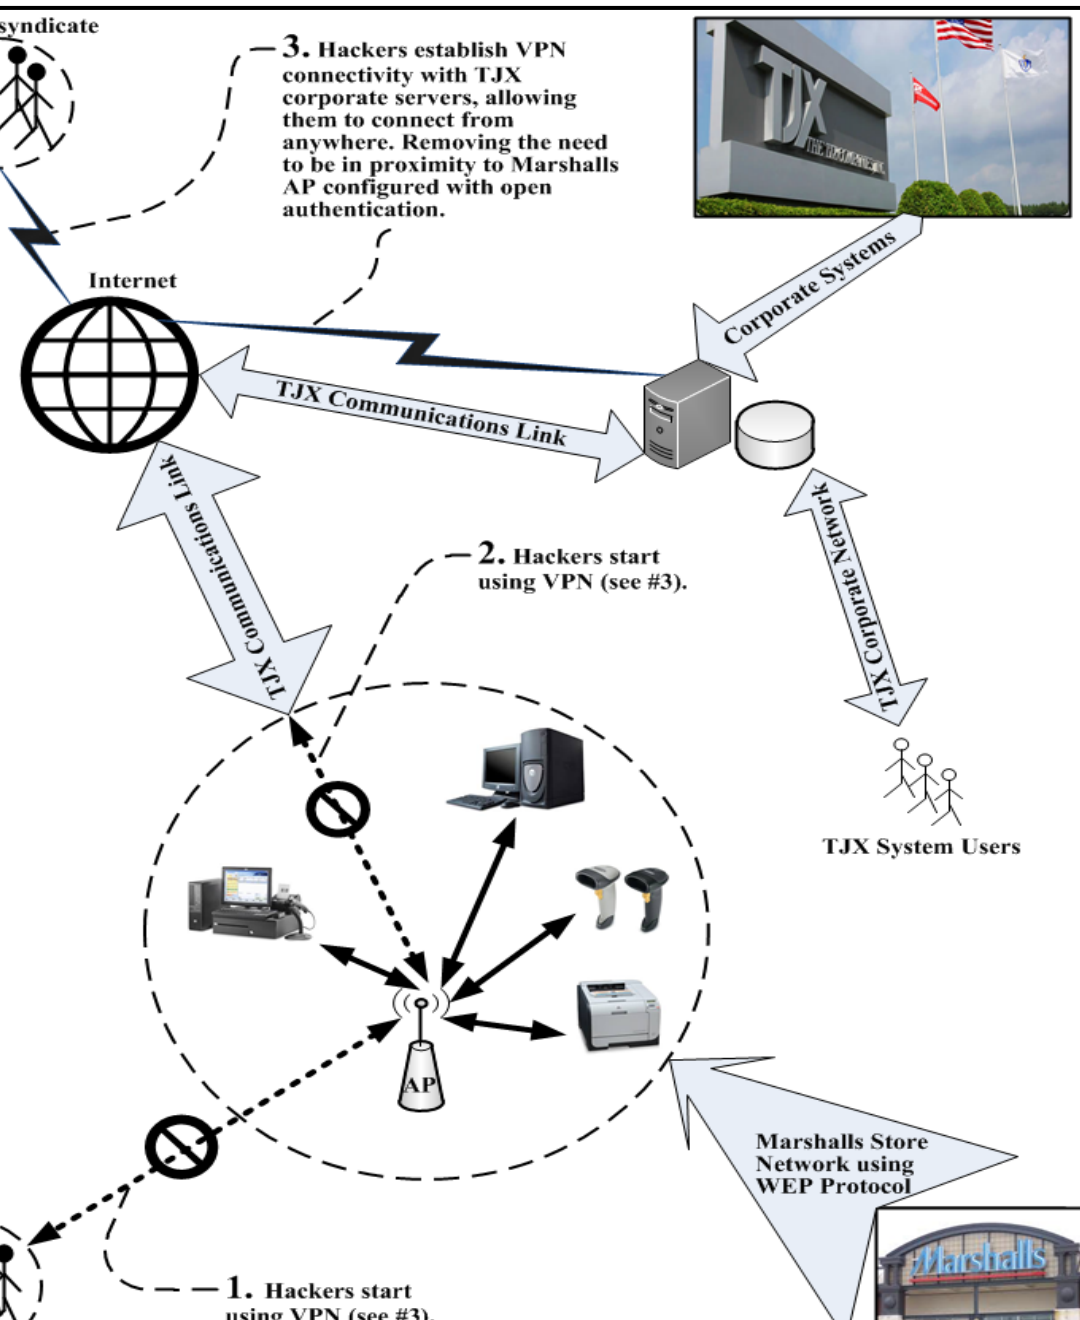 syndicate
3. Hackers establish VPN
connectivity with TJX
corporate servers, allowing
them to connect from
anywhere. Removing the need
to be in proximity to Marshalls
AP configured with open
authentication.
TJX
Corporate Systems
Internet
TJX Communications Link
TJX Communications Link
2. Hackers start
using VPN (see #3).
TJX Corporate Network
TJX System Users
AP
Marshalls Store
Network using
WEP Protocol
Marshalls
1. Hackers start
using VPN (see #3).